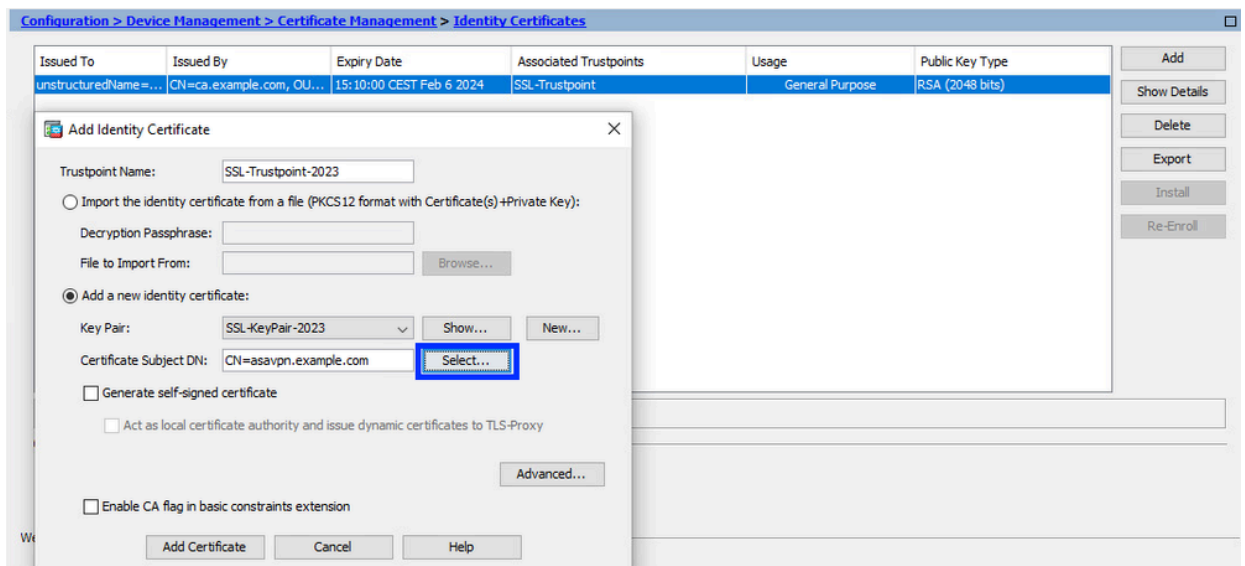 Configuration > Device Management > Certificate Management > Identity Certificates
Issued To Issued By Expiry Date Associated Trustpoints Usage Public Key Type
unstructuredName=... CN=ca.example.com, OU... 15:10:00 CEST Feb 6 2024 SSL-Trustpoint General Purpose RSA (2048 bits)
Add
Show Details
Delete
Export
Install
Re-Enroll
Add Identity Certificate
Trustpoint Name: SSL-Trustpoint-2023
Import the identity certificate from a file (PKCS12 format with Certificate(s)+Private Key):
Decryption Passphrase:
File to Import From: Browse...
Add a new identity certificate:
Key Pair: SSL-KeyPair-2023 Show... New...
Certificate Subject DN: CN=asavpn.example.com Select...
Generate self-signed certificate
Act as local certificate authority and issue dynamic certificates to TLS-Proxy
Advanced...
Enable CA flag in basic constraints extension
Add Certificate Cancel Help